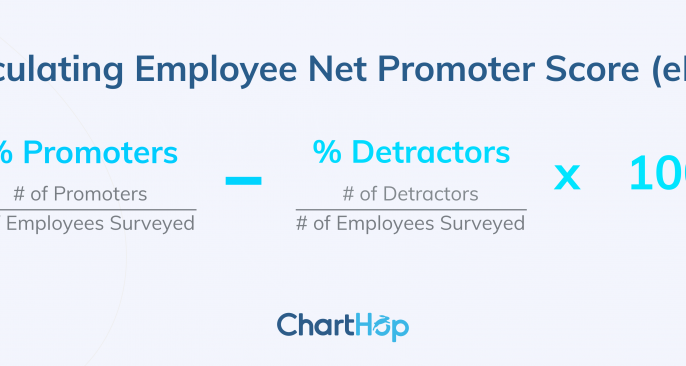 culating Employee Net Promoter Score (e
% Promoters
% Detractors
# of Promoters
# of Detractors
Employees Surveyed
# of Employees Surveyed
x
10
ChartHop